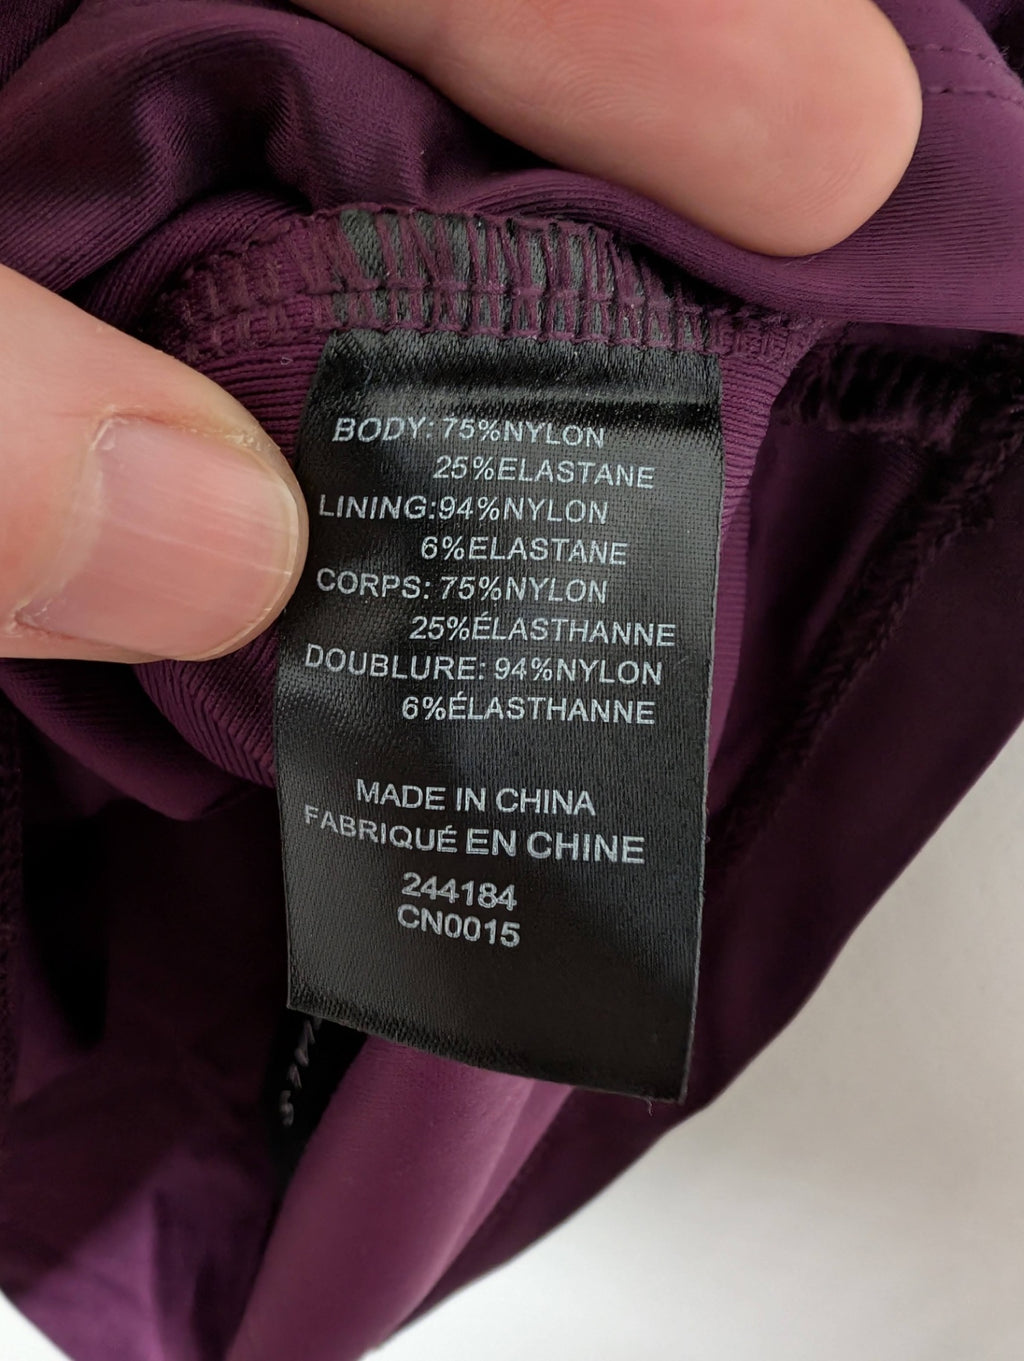 BODY: 75%NYLON
25%ELASTANE
LINING:94%NYLON
6%ELASTANE
CORPS: 75%NYLON
25%ÉLASTHANNE
DOUBLURE: 94%NYLON
6%ÉLASTHANNE
MADE IN CHINA
FABRIQUÉ EN CHINE
244184
CN0015